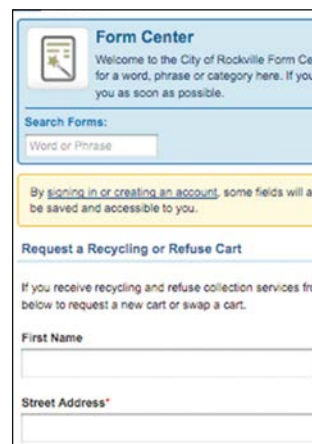 Form Center
Welcome to the City of Rockville Form Ce
for a word, phrase or category here. If you
you as soon as possible.
Search Forms:
Word or Phrase
By signing in or creating an account, some fields will a
be saved and accessible to you.
Request a Recycling or Refuse Cart
If you receive recycling and refuse collection services fr
below to request a new cart or swap a cart.
First Name
Street Address*